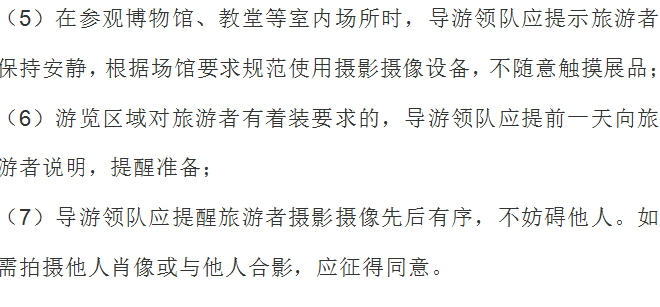 （5）在参观博物馆、教堂等室内场所时，导游领队应提示旅游者
保持安静，根据场馆要求规范使用摄影摄像设备，不随意触摸展品；
（6）游览区域对旅游者有着装要求的，导游领队应提前一天向旅
游者说明，提醒准备；
（7）导游领队应提醒旅游者摄影摄像先后有序，不妨碍他人。如
需拍摄他人肖像或与他人合影，应征得同意。